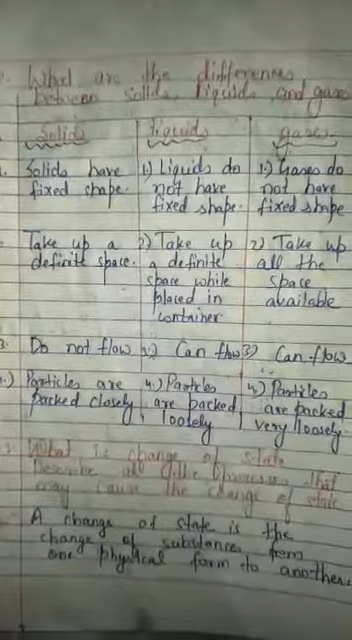 What are the differences
between solids, liquids, and gases
Solids liquids gases
1. Solids have 1.) Liquids do 1.) Gases do
fixed shape. not have not have
fixed shape. fixed shape
Take up a 2) Take up 2) Take up
definite space. a definite all the
space while space
placed in available
container
3. Do not flow 3) Can flow 3) Can flow
4.) Particles are 4.) Particles 4) Particles
packed closely are packed are packed
loosely very loosely.
What is change of state
Describe all the processes that
may cause the change of state
A change of state is the
change of substances from
one physical form to another.